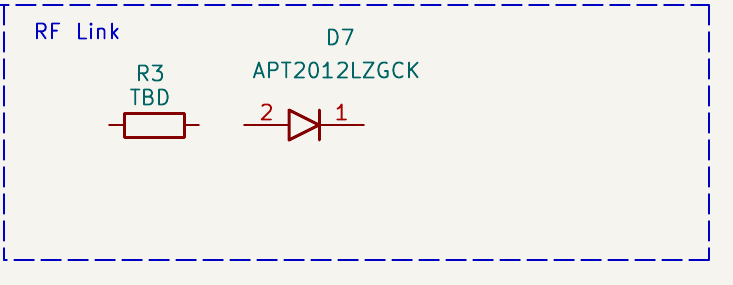 RF Link
D7
R3
APT2012LZGCK
TBD
2
1